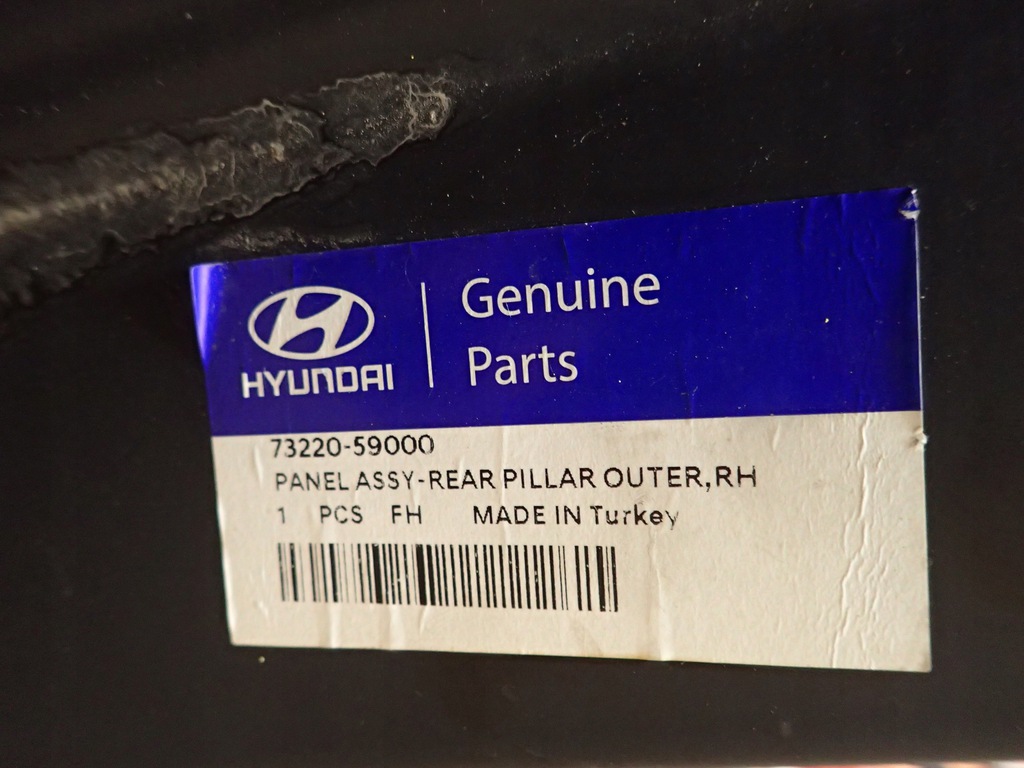 HYUNDAI
Genuine
Parts
73220-59000
PANEL ASSY-REAR PILLAR OUTER,RH
1 PCS FH MADE IN Turkey